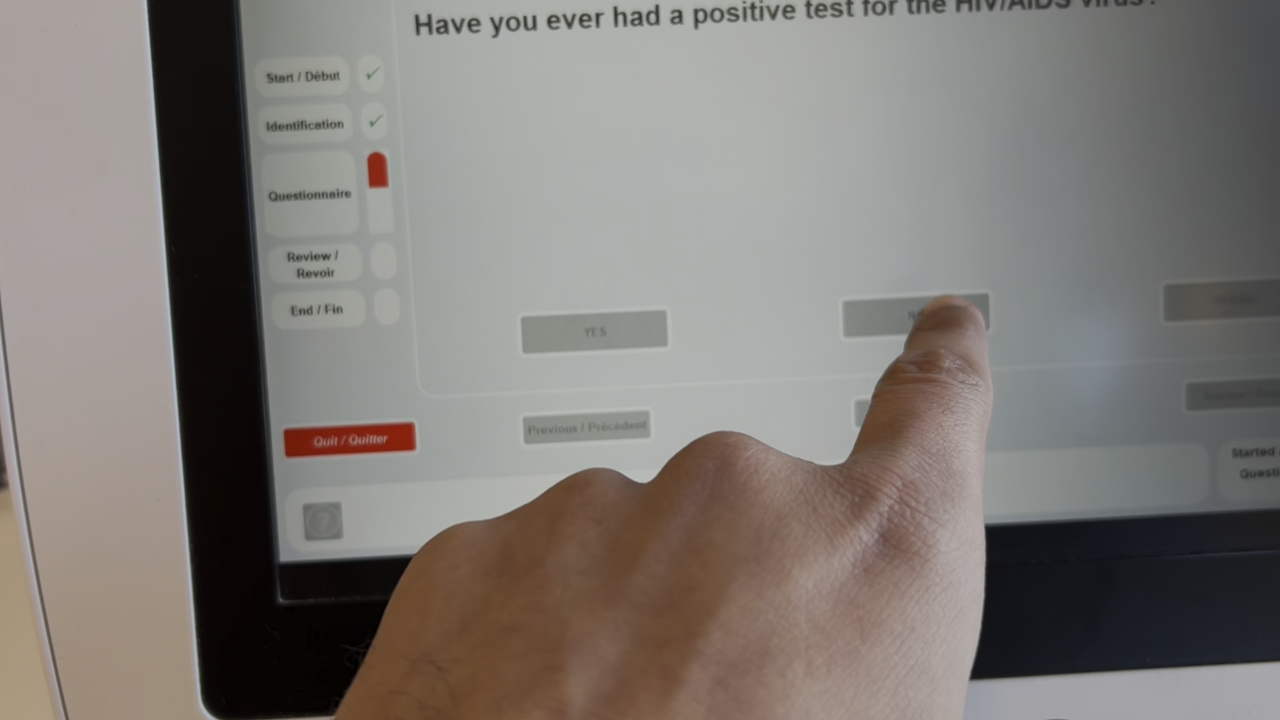 Have you ever had a positive test for the HIV/AIDS virus?
Start / Début
Identification
Questionnaire
Review /
Revoir
End / Fin
YES
Quit / Quitter
Previous / Précédent
Started
Questi